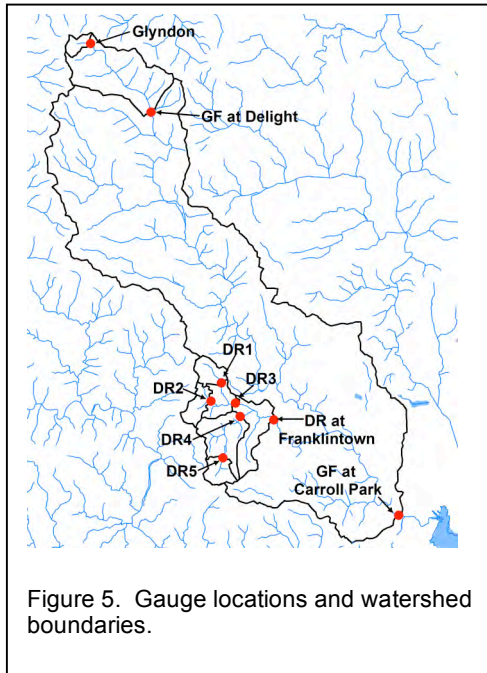 Glyndon
GF at Delight
DR1
DR2
DR3
DR4
DR at
Franklintown
DR5
GF at
Carroll Park
Figure 5. Gauge locations and watershed
boundaries.